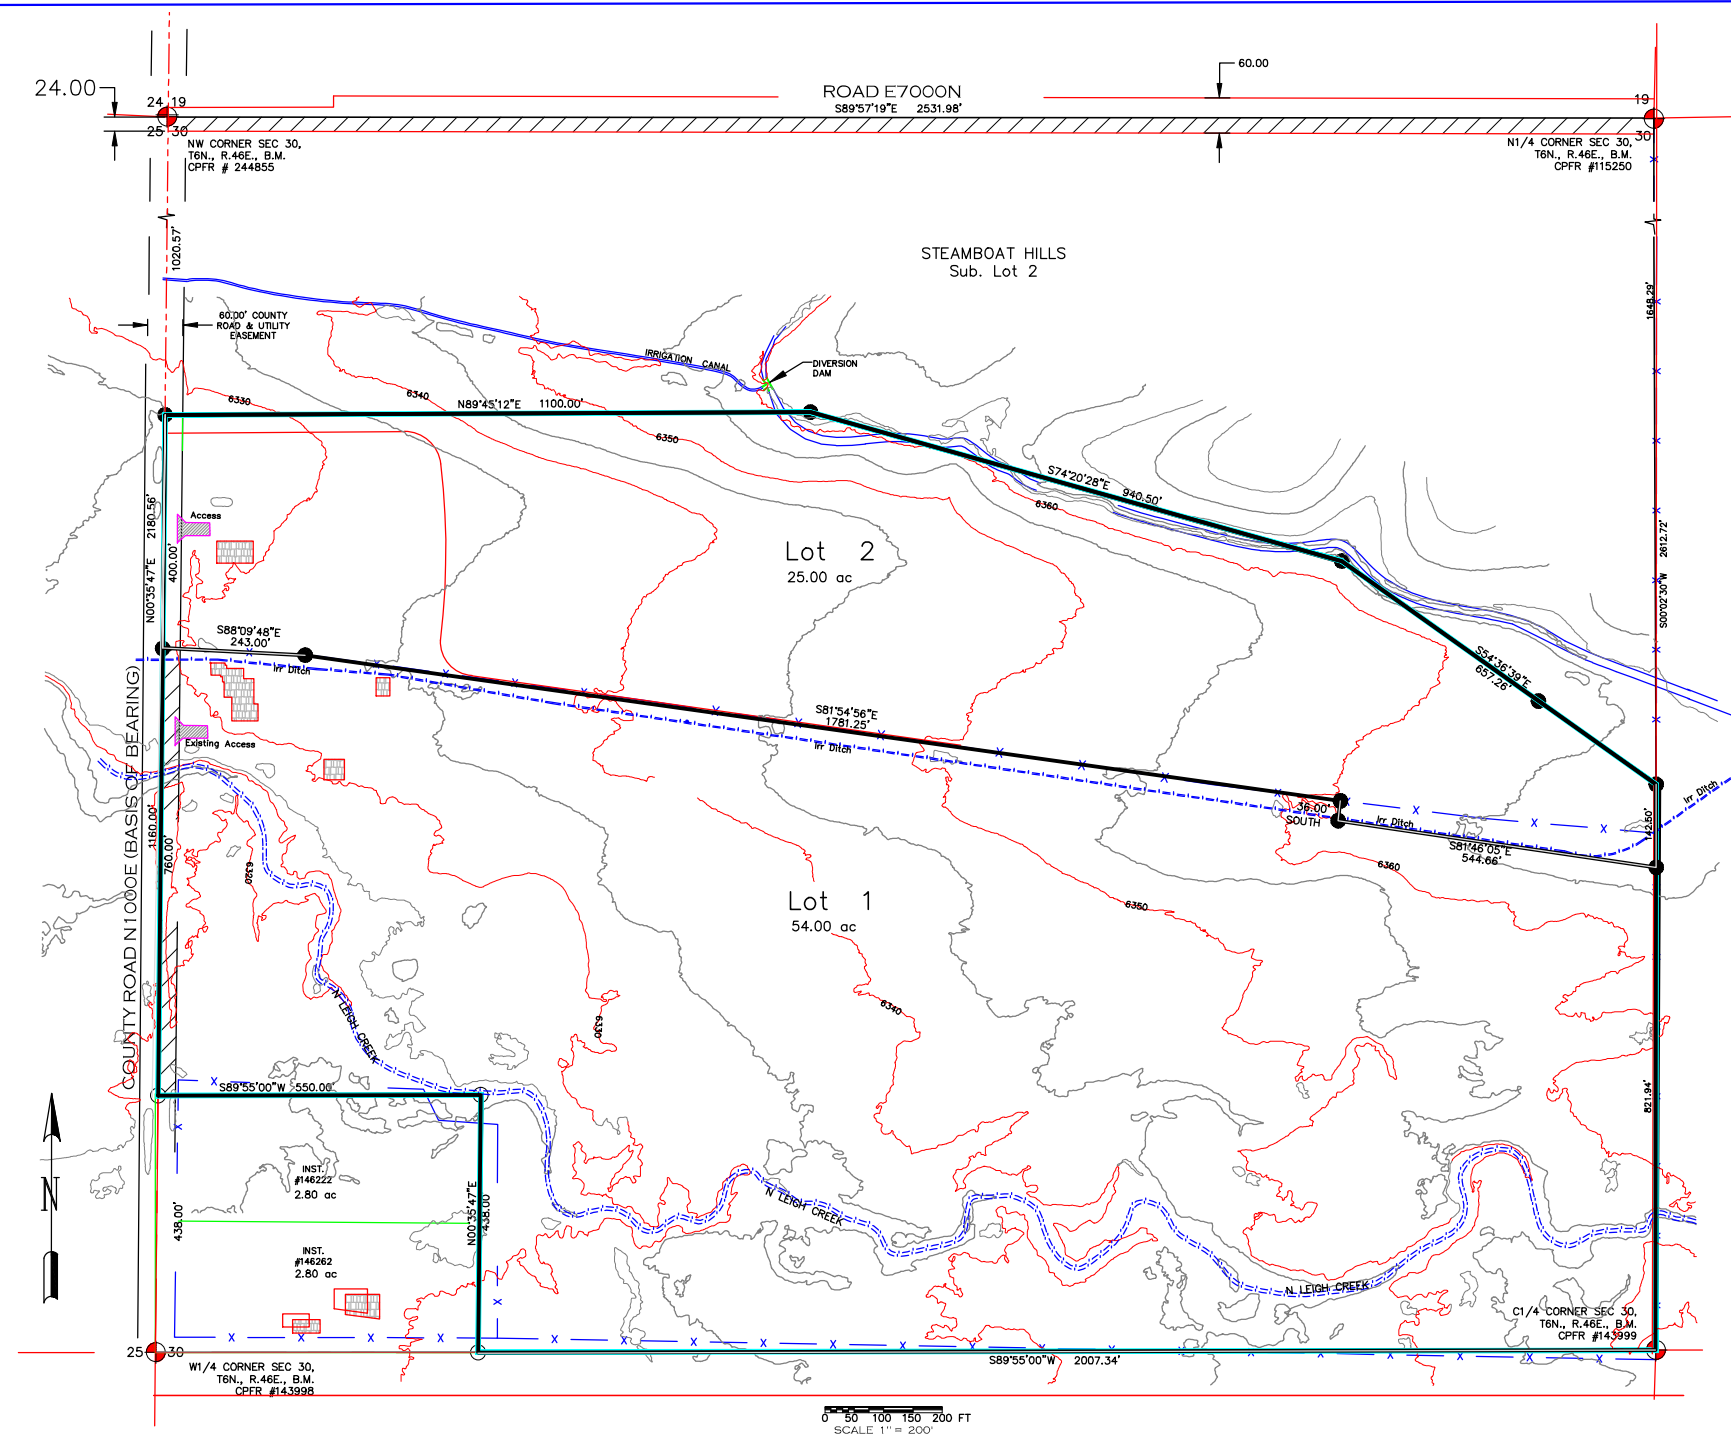 24.00
24 19
25 30
ROAD E7000N
S89°57'19"E 2531.98'
60.00
19
30
NW CORNER SEC 30,
T6N., R.46E., B.M.
CPFR # 244855
N1/4 CORNER SEC 30,
T6N., R.46E., B.M.
CPFR #115250
1020.57'
STEAMBOAT HILLS
Sub. Lot 2
1648.29'
60.00' COUNTY
ROAD & UTILITY
EASEMENT
IRRIGATION CANAL
DIVERSION
DAM
6330
6340
N89°45'12"E 1100.00'
6350
S74°20'28"E 940.50'
6360
Access
N00°35'47"E 2180.56'
400.00'
Lot 2
25.00 ac
S00°02'30"W 2612.72'
S88°09'48"E
243.00'
Irr Ditch
S54°36'39"E
657.26'
S81°54'56"E
1781.25'
Irr Ditch
Existing Access
COUNTY ROAD N1000E (BASIS OF BEARING)
1160.00'
760.00'
36.00'
SOUTH
Irr Ditch
Irr Ditch
142.50'
S81°46'05"E
544.66'
6320
6360
Lot 1
54.00 ac
6350
6340
6330
N LEIGH CREEK
S89°55'00"W 550.00'
821.94'
INST.
#146222
2.80 ac
N00°35'47"E
438.00
438.00'
N LEIGH CREEK
N
INST.
#146262
2.80 ac
N LEIGH CREEK
C1/4 CORNER SEC 30,
T6N., R.46E., B.M.
CPFR #143999
25 30
W1/4 CORNER SEC 30,
T6N., R.46E., B.M.
CPFR #143998
S89°55'00"W 2007.34'
0 50 100 150 200 FT
SCALE 1" = 200'